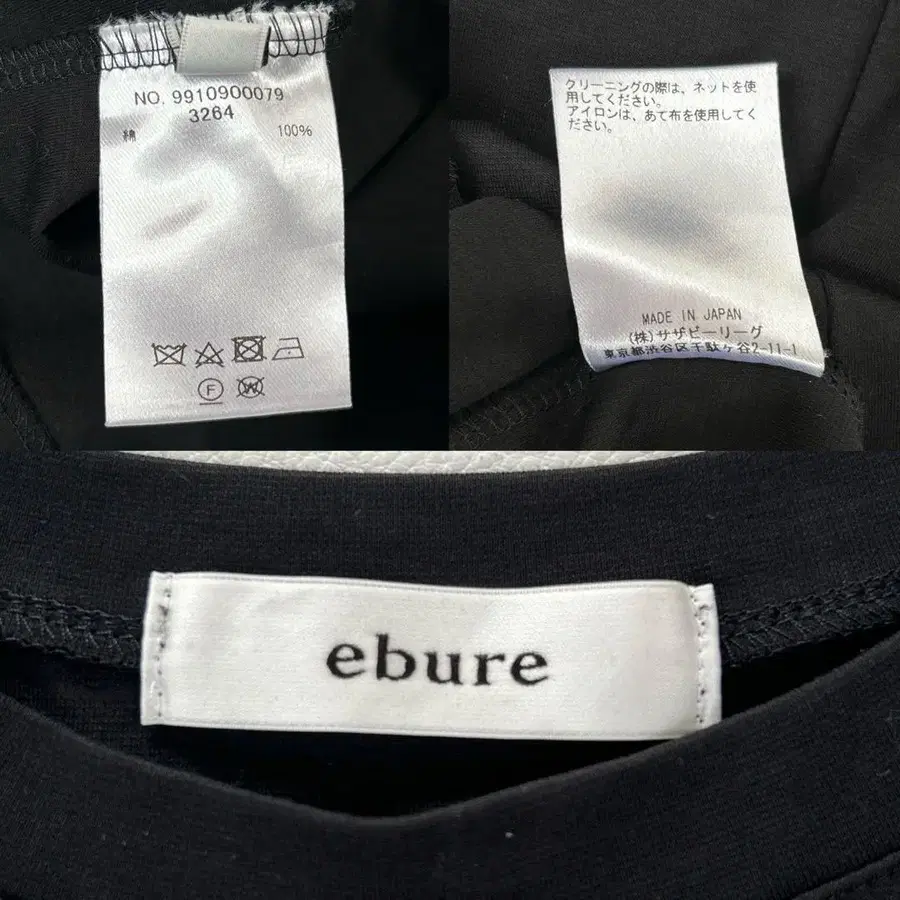 NO. 9910900079
3264
綿 100%
F
W
クリーニングの際は、ネットを使
用してください。
アイロンは、あて布を使用してく
ださい。
MADE IN JAPAN
(株)サザビーリーグ
東京都渋谷区千駄ヶ谷2-11-1
ebure